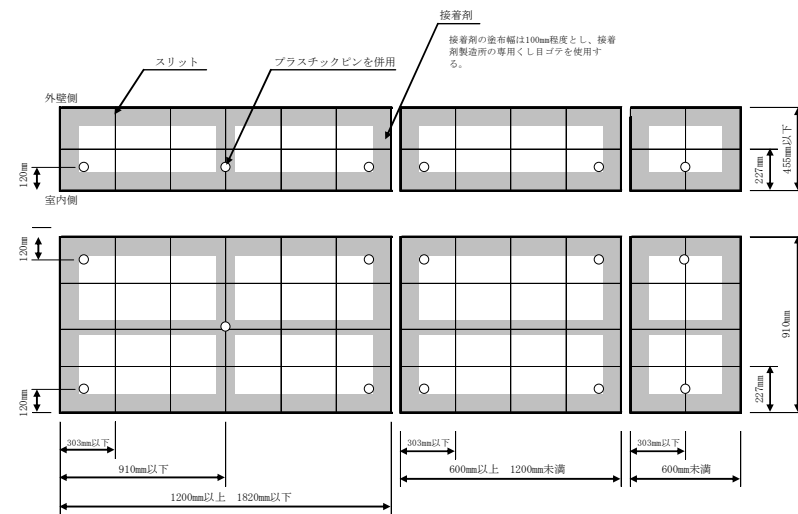 接着剤
接着剤の塗布幅は100mm程度とし、接着
剤製造所の専用くし目ゴテを使用す
る。
スリット
プラスチックピンを併用
外壁側
120mm
227mm
455mm以下
室内側
120mm
120mm
910mm
227mm
303mm以下
303mm以下
303mm以下
910mm以下
600mm以上 1200mm未満
600mm未満
1200mm以上 1820mm以下